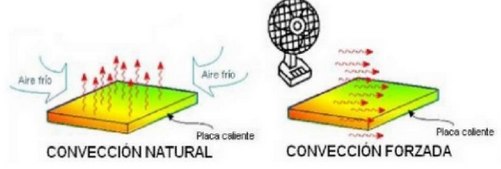 Aire frío
Aire frío
Placa caliente
CONVECCIÓN NATURAL
Placa caliente
CONVECCIÓN FORZADA